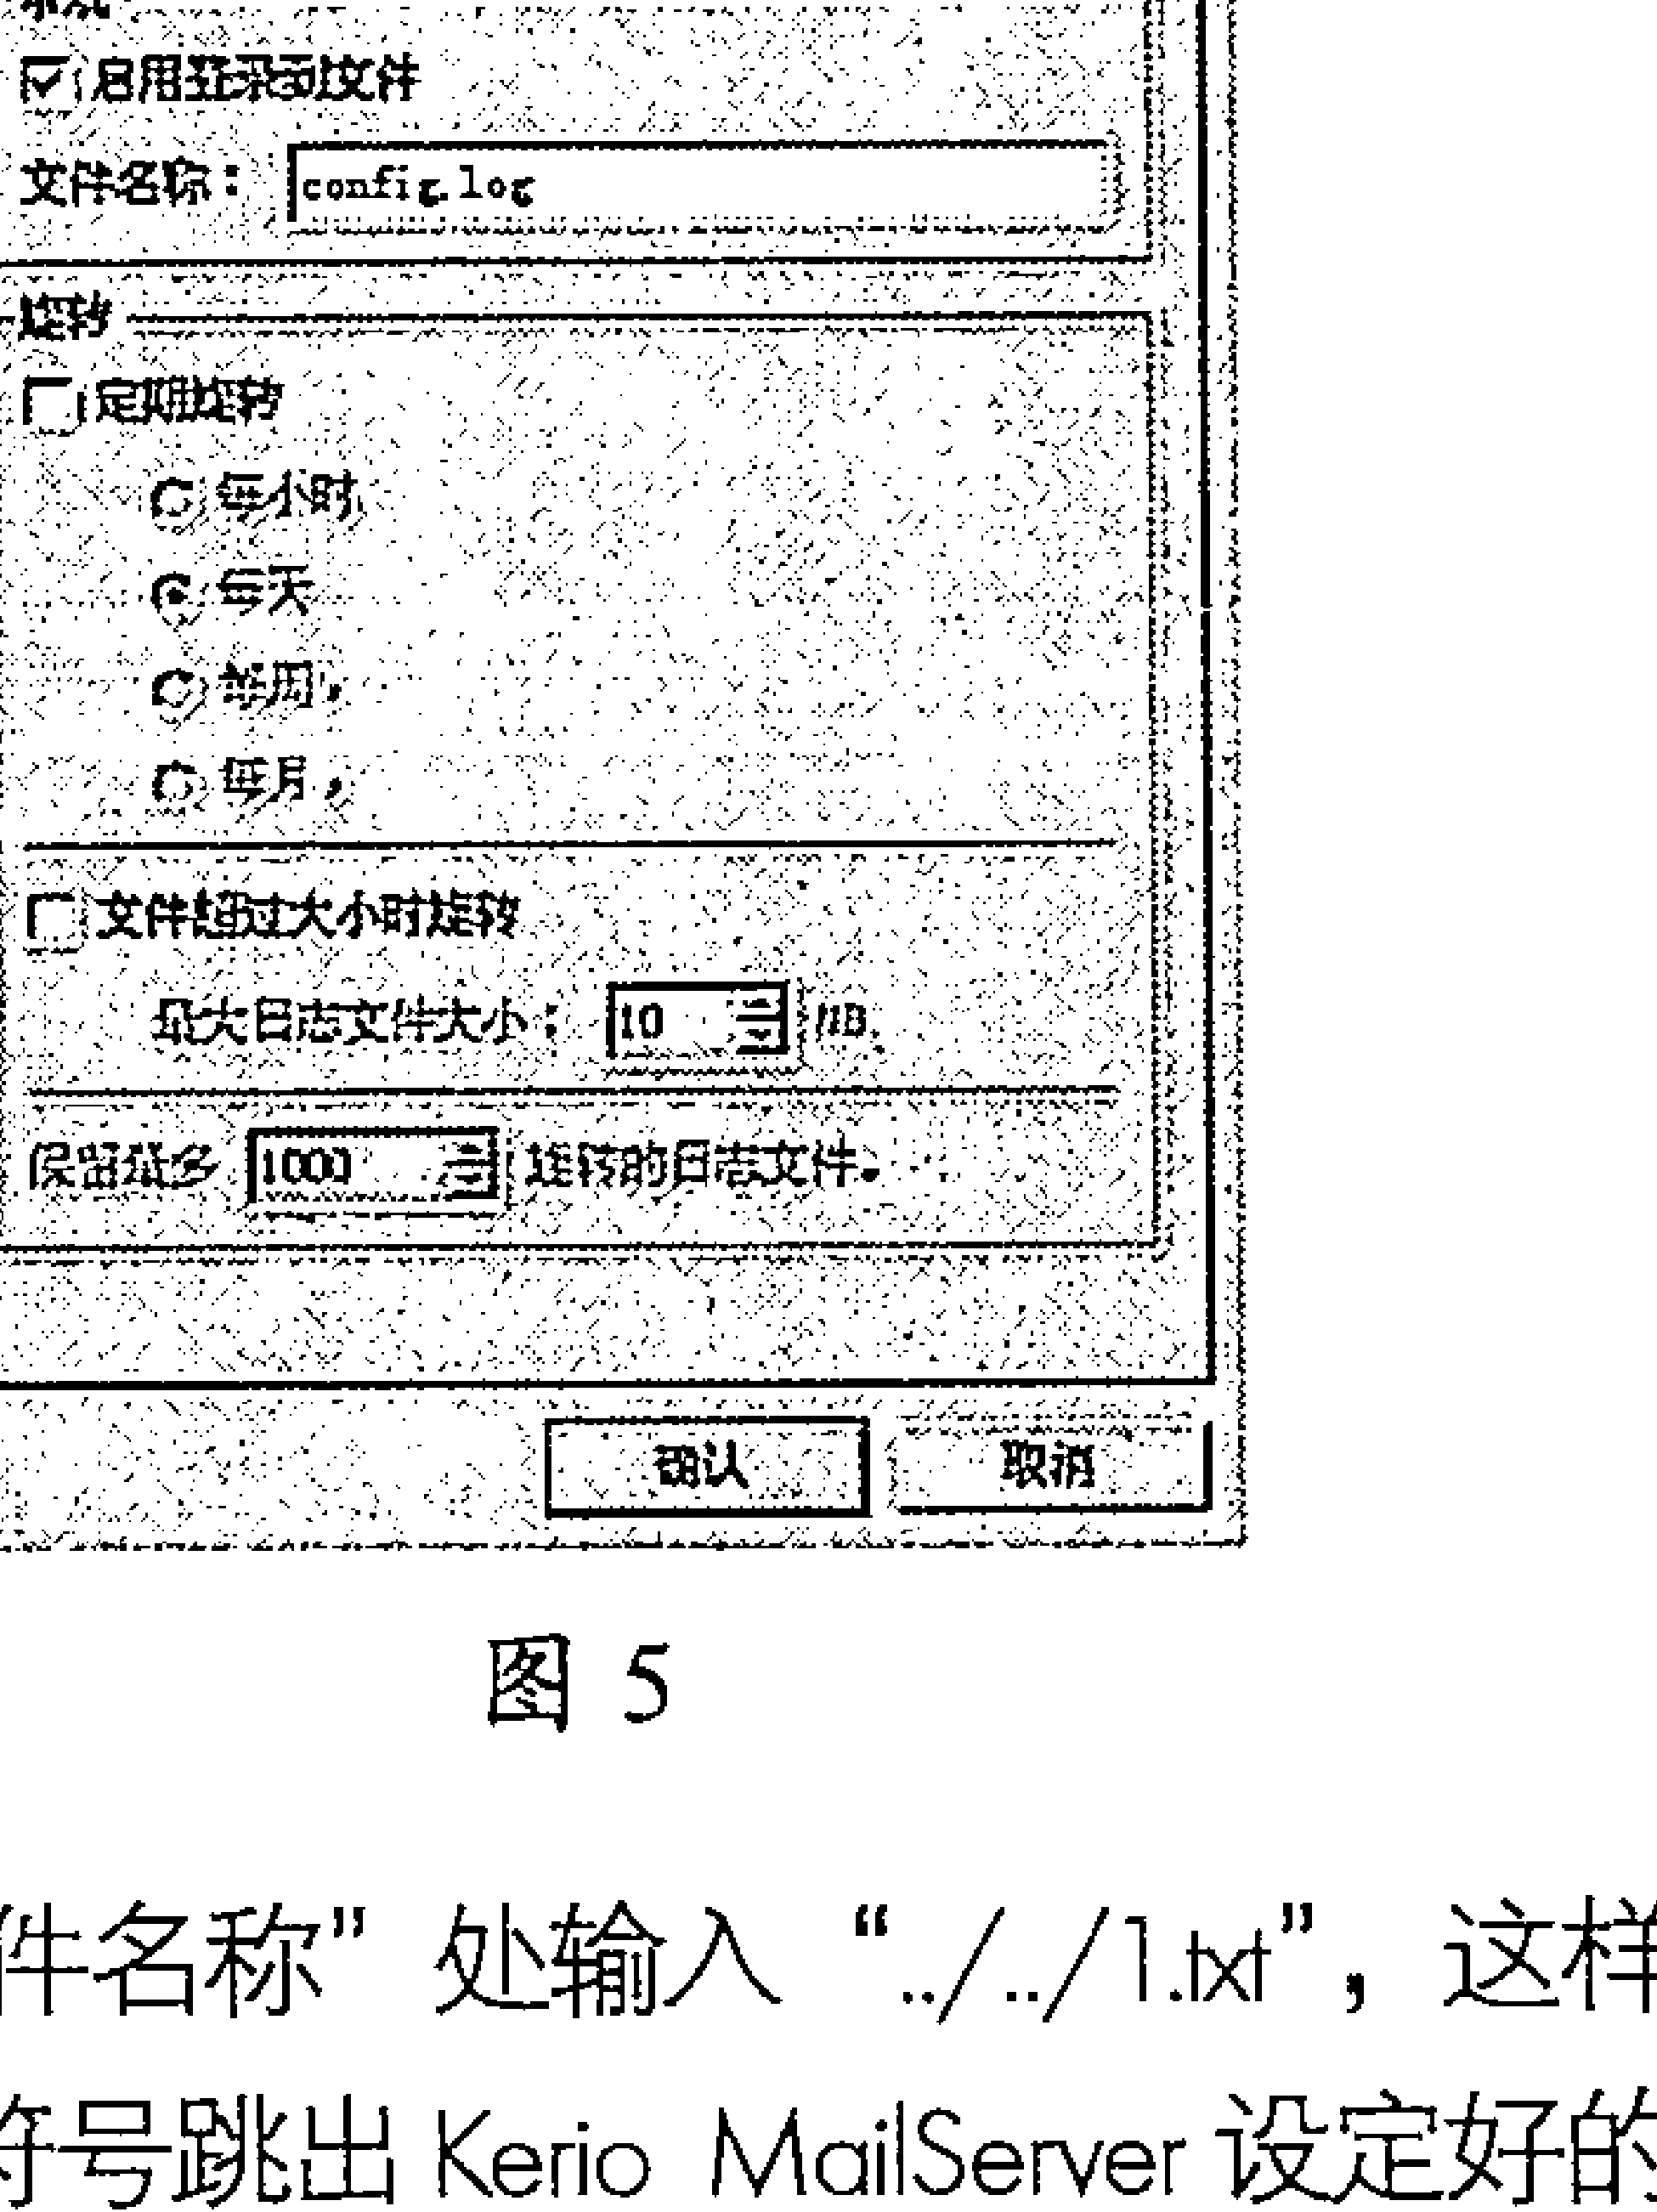 启用登录到文件
文件名称： config.log
旋转
定期旋转
每小时
每天
每周，
每月，
文件超过大小时旋转
最大日志文件大小： 10 MB.
保留最多 1000 旋转的日志文件。
确认 取消
图 5
件名称” 处输入 “../../1.txt”，这样
符号跳出 Kerio MailServer 设定好的